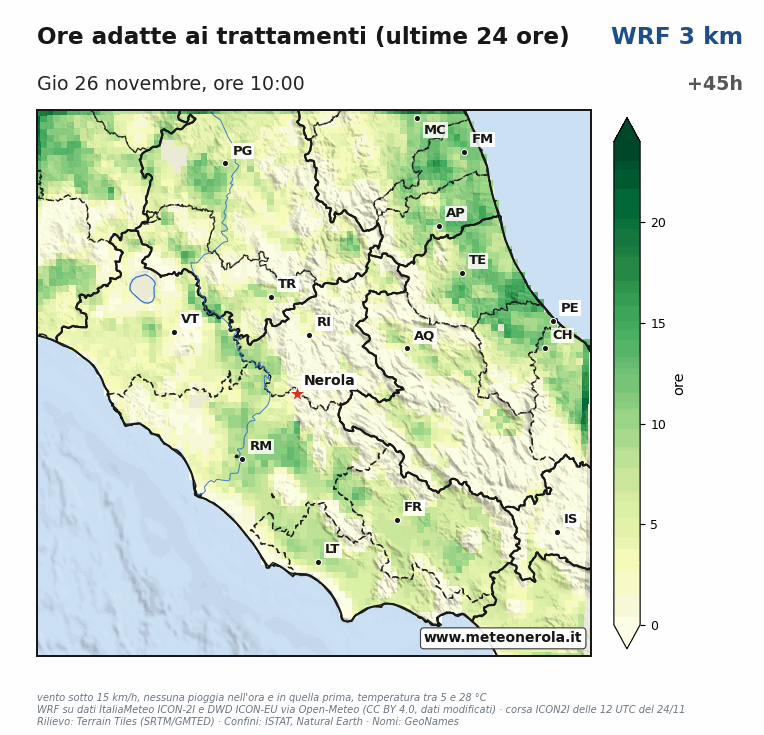 Ore adatte ai trattamenti (ultime 24 ore)
WRF 3 km
Gio 26 novembre, ore 10:00
+45h
MC
FM
PG
AP
TE
TR
PE
VT
RI
AQ
CH
Nerola
RM
FR
IS
LT
www.meteonerola.it
20
15
10
5
0
ore
vento sotto 15 km/h, nessuna pioggia nell'ora e in quella prima, temperatura tra 5 e 28 °C
WRF su dati ItaliaMeteo ICON-2I e DWD ICON-EU via Open-Meteo (CC BY 4.0, dati modificati) · corsa ICON2I delle 12 UTC del 24/11
Rilievo: Terrain Tiles (SRTM/GMTED) · Confini: ISTAT, Natural Earth · Nomi: GeoNames